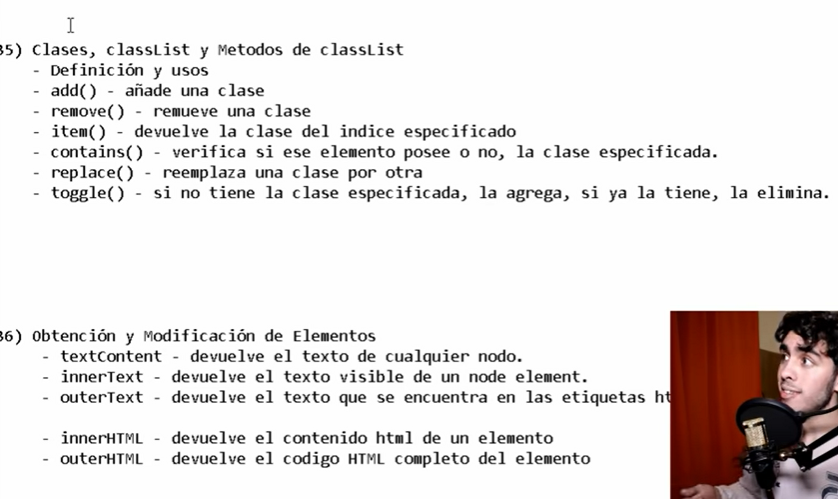 35) Clases, classList y Metodos de classList
- Definición y usos
- add() - añade una clase
- remove() - remueve una clase
- item() - devuelve la clase del indice especificado
- contains() - verifica si ese elemento posee o no, la clase especificada.
- replace() - reemplaza una clase por otra
- toggle() - si no tiene la clase especificada, la agrega, si ya la tiene, la elimina.
36) Obtención y Modificación de Elementos
- textContent - devuelve el texto de cualquier nodo.
- innerText - devuelve el texto visible de un node element.
- outerText - devuelve el texto que se encuentra en las etiquetas ht
- innerHTML - devuelve el contenido html de un elemento
- outerHTML - devuelve el codigo HTML completo del elemento